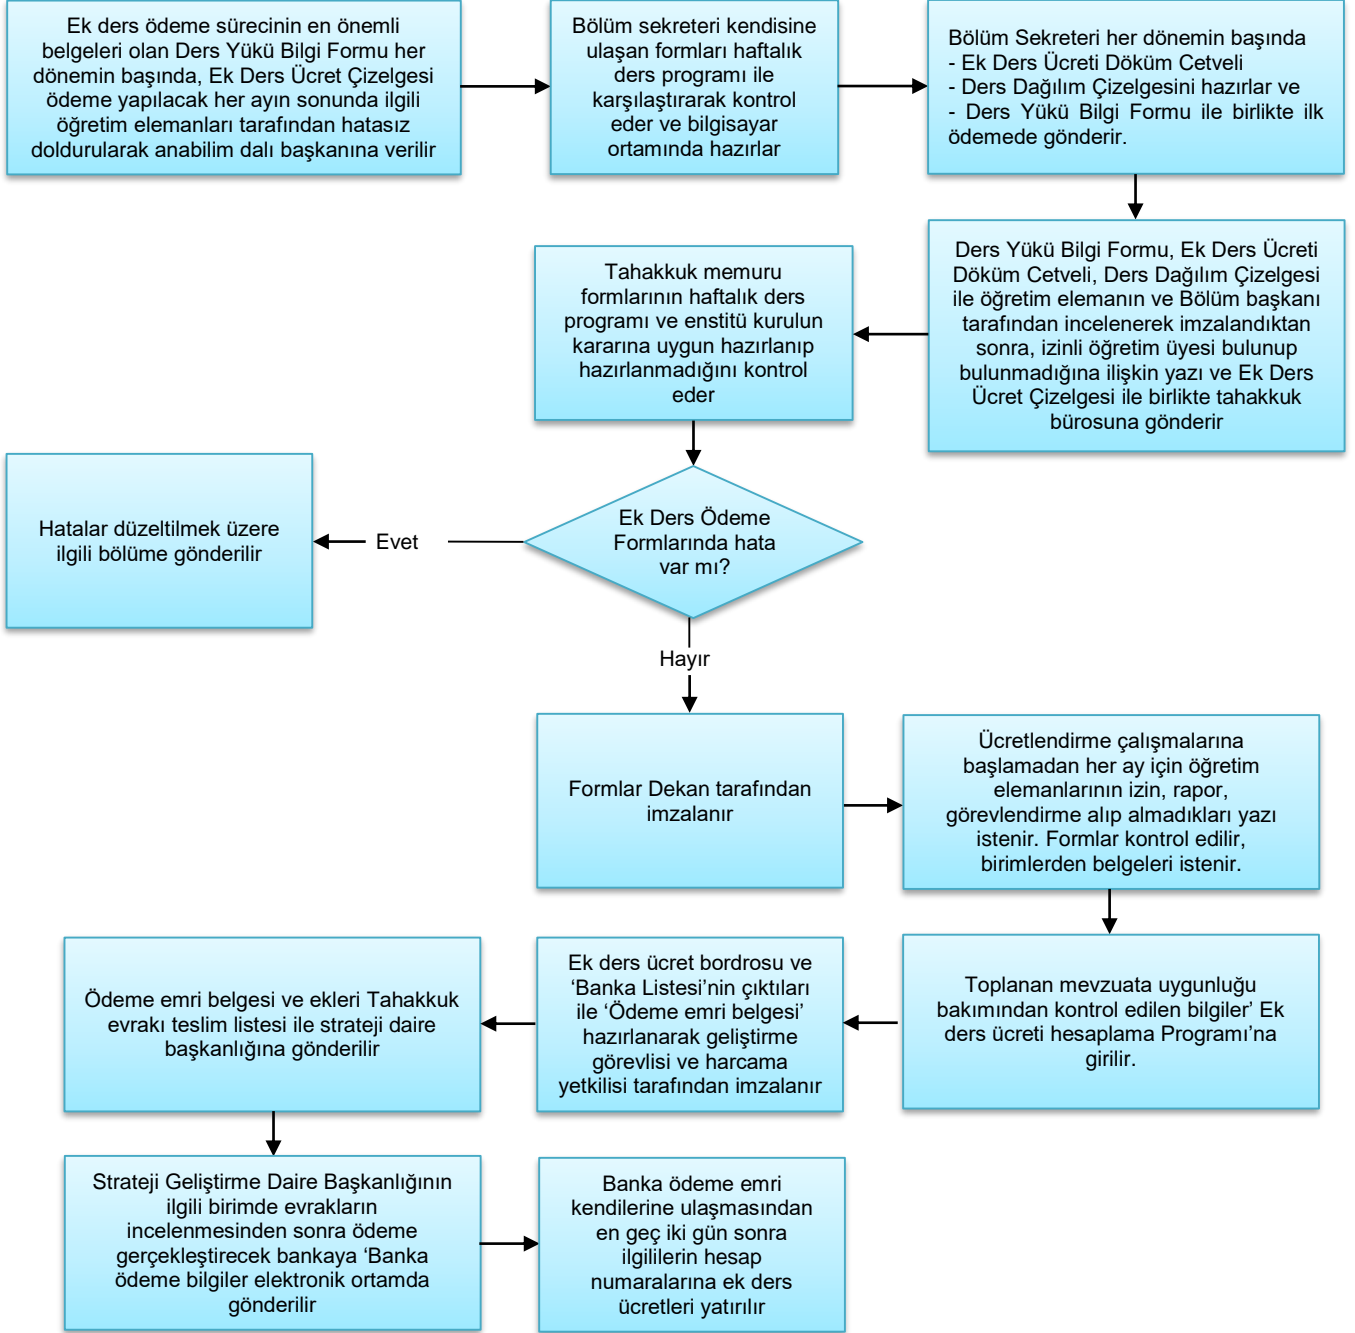 Ek ders ödeme sürecinin en önemli
belgeleri olan Ders Yükü Bilgi Formu her
dönemin başında, Ek Ders Ücret Çizelgesi
ödeme yapılacak her ayın sonunda ilgili
öğretim elemanları tarafından hatasız
doldurularak anabilim dalı başkanına verilir
Bölüm sekreteri kendisine
ulaşan formları haftalık
ders programı ile
karşılaştırarak kontrol
eder ve bilgisayar
ortamında hazırlar
Bölüm Sekreteri her dönemin başında
- Ek Ders Ücreti Döküm Cetveli
- Ders Dağılım Çizelgesini hazırlar ve
- Ders Yükü Bilgi Formu ile birlikte ilk
ödemede gönderir.
Ders Yükü Bilgi Formu, Ek Ders Ücreti
Döküm Cetveli, Ders Dağılım Çizelgesi
ile öğretim elemanın ve Bölüm başkanı
tarafından incelenerek imzalandıktan
sonra, izinli öğretim üyesi bulunup
bulunmadığına ilişkin yazı ve Ek Ders
Ücret Çizelgesi ile birlikte tahakkuk
bürosuna gönderir
Tahakkuk memuru
formlarının haftalık ders
programı ve enstitü kurulun
kararına uygun hazırlanıp
hazırlanmadığını kontrol
eder
Ek Ders Ödeme
Formlarında hata
var mı?
Evet
Hatalar düzeltilmek üzere
ilgili bölüme gönderilir
Hayır
Formlar Dekan tarafından
imzalanır
Ücretlendirme çalışmalarına
başlamadan her ay için öğretim
elemanlarının izin, rapor,
görevlendirme alıp almadıkları yazı
istenir. Formlar kontrol edilir,
birimlerden belgeleri istenir.
Toplanan mevzuata uygunluğu
bakımından kontrol edilen bilgiler’ Ek
ders ücreti hesaplama Programı’na
girilir.
Ek ders ücret bordrosu ve
‘Banka Listesi’nin çıktıları
ile ‘Ödeme emri belgesi’
hazırlanarak geliştirme
görevlisi ve harcama
yetkilisi tarafından imzalanır
Ödeme emri belgesi ve ekleri Tahakkuk
evrakı teslim listesi ile strateji daire
başkanlığına gönderilir
Strateji Geliştirme Daire Başkanlığının
ilgili birimde evrakların
incelenmesinden sonra ödeme
gerçekleştirecek bankaya ‘Banka
ödeme bilgiler elektronik ortamda
gönderilir
Banka ödeme emri
kendilerine ulaşmasından
en geç iki gün sonra
ilgililerin hesap
numaralarına ek ders
ücretleri yatırılır